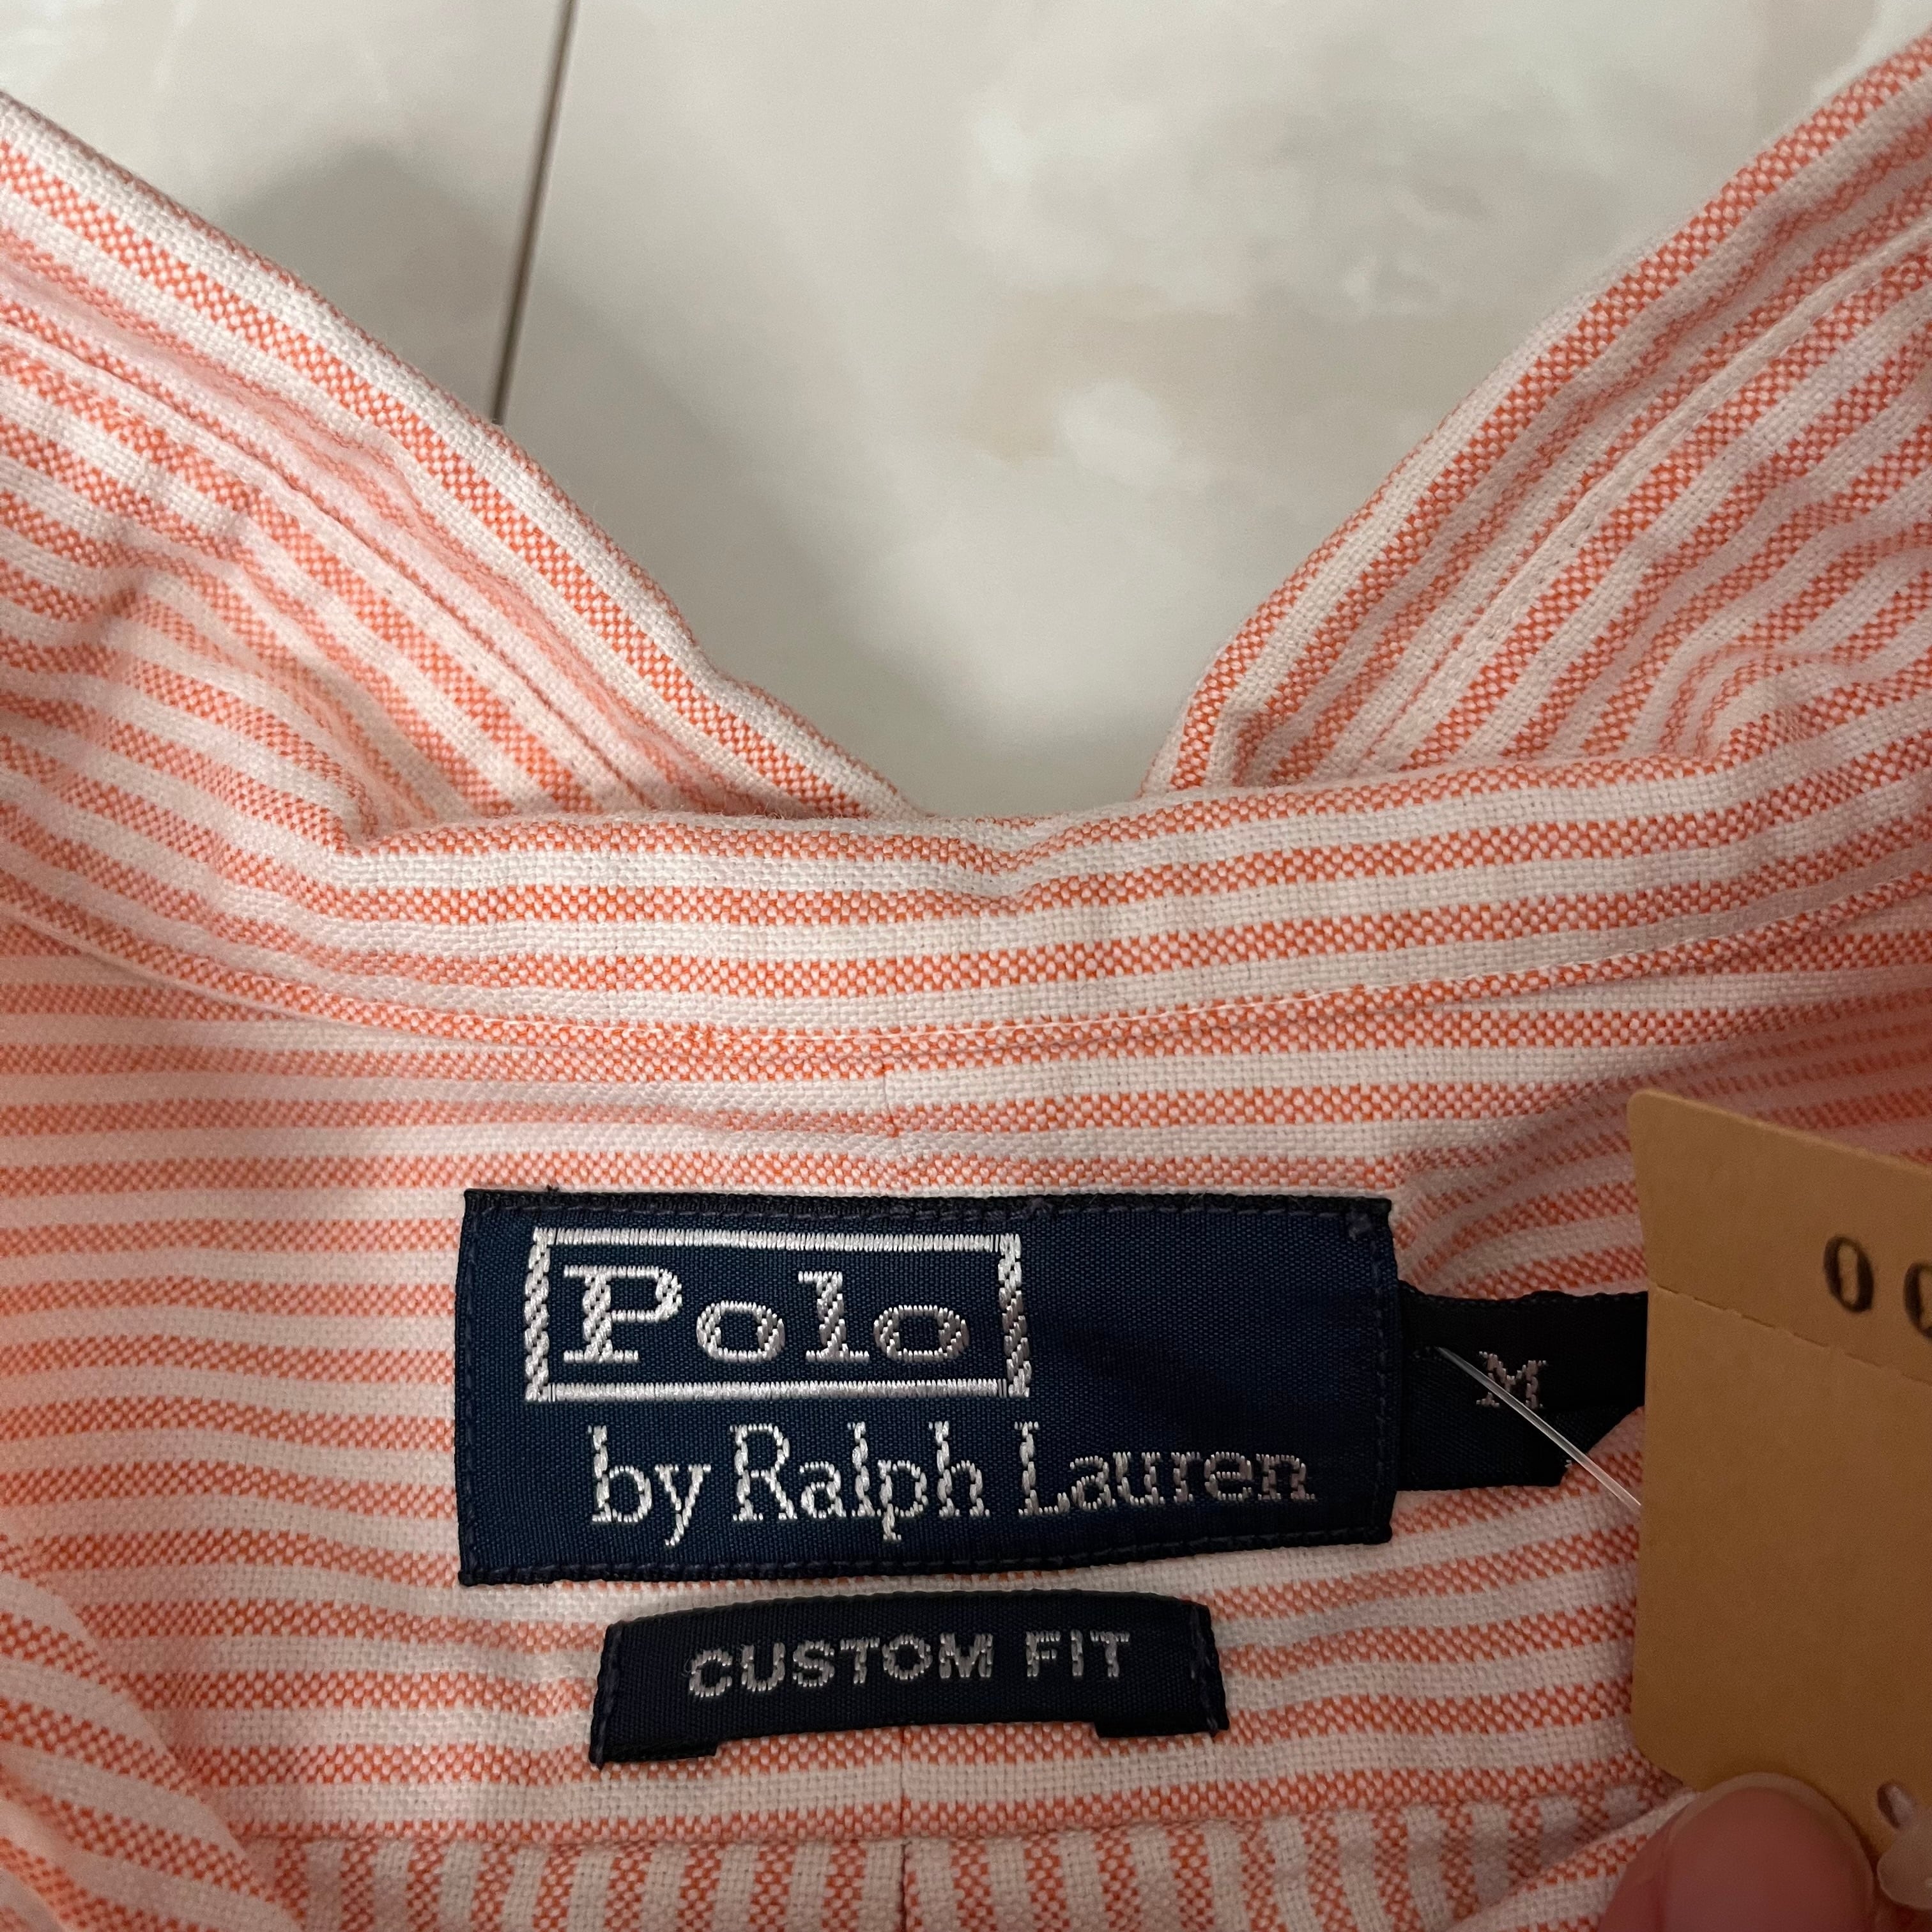 Polo
by Ralph Lauren
M
CUSTOM FIT